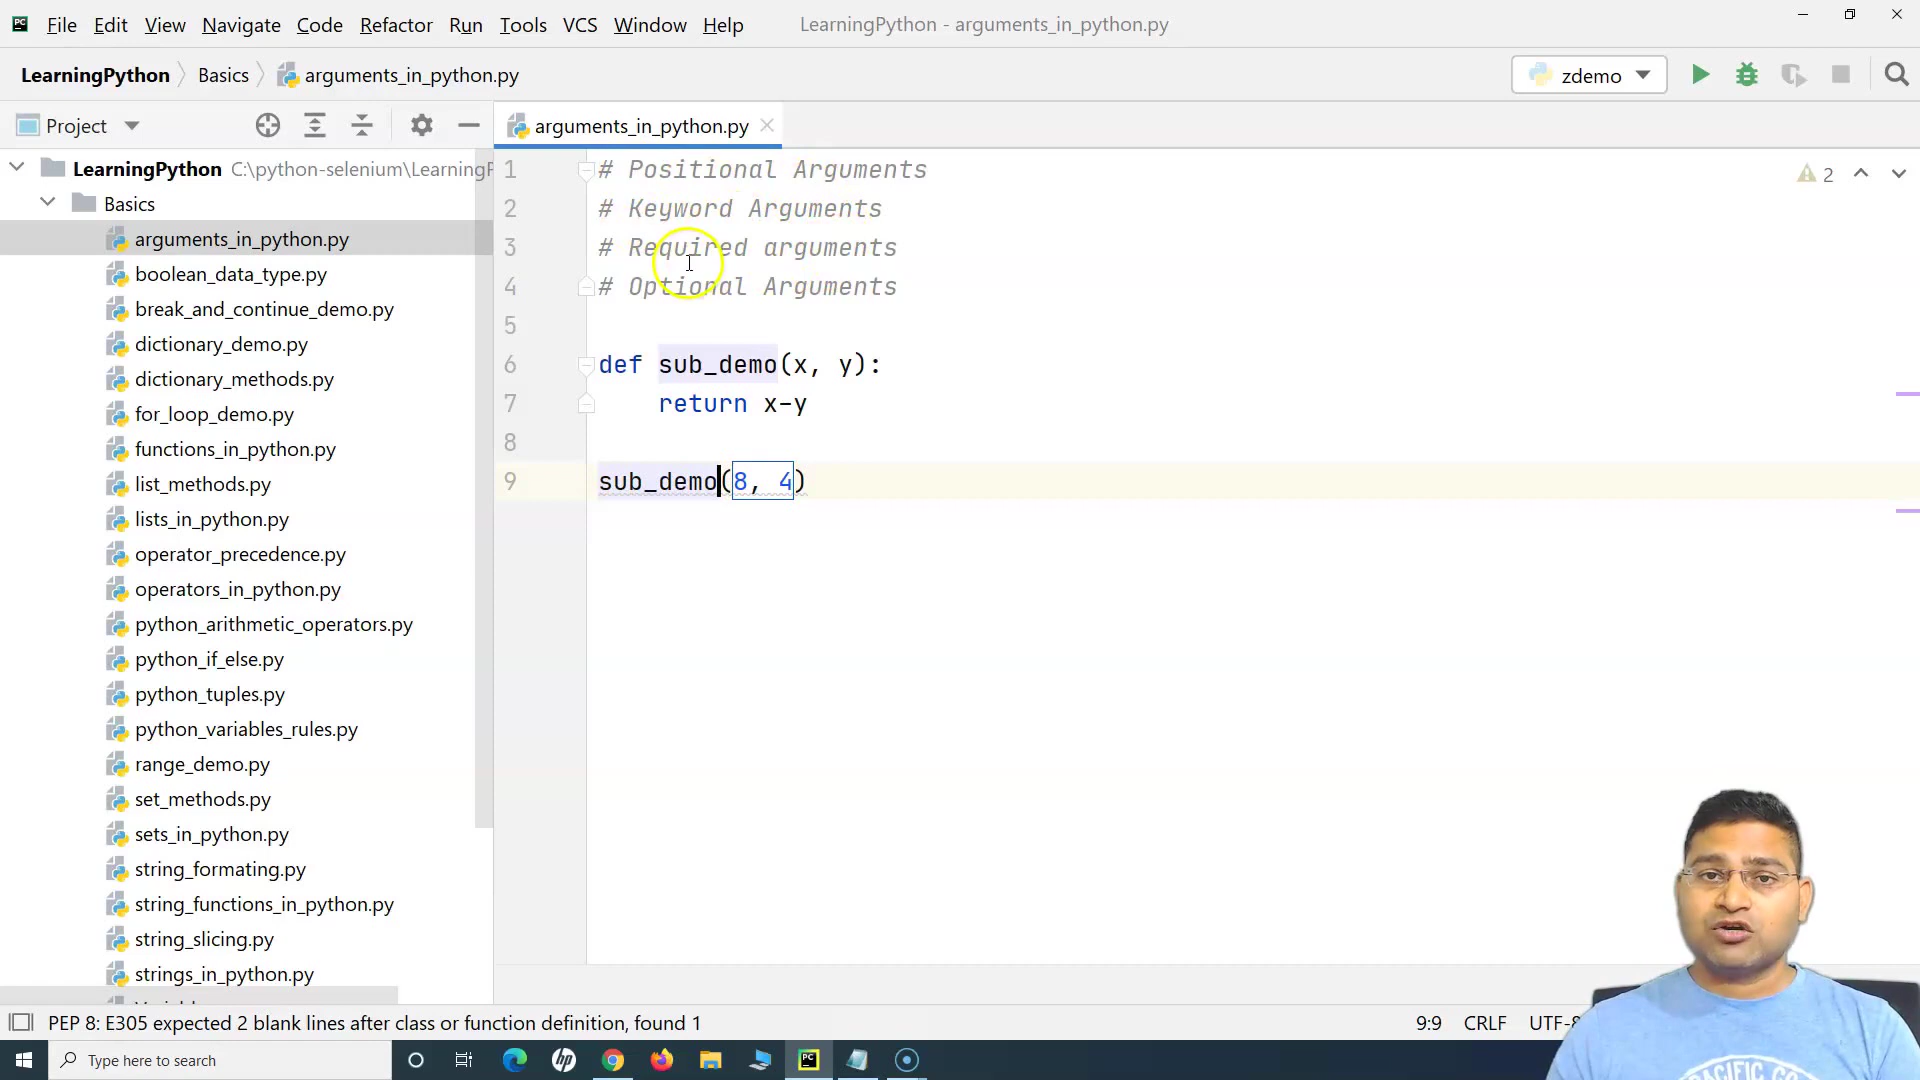 PC File Edit View Navigate Code Refactor Run Tools VCS Window Help LearningPython - arguments_in_python.py
LearningPython Basics arguments_in_python.py zdemo
Project
arguments_in_python.py
LearningPython C:\python-selenium\LearningP
Basics
arguments_in_python.py
boolean_data_type.py
break_and_continue_demo.py
dictionary_demo.py
dictionary_methods.py
for_loop_demo.py
functions_in_python.py
list_methods.py
lists_in_python.py
operator_precedence.py
operators_in_python.py
python_arithmetic_operators.py
python_if_else.py
python_tuples.py
python_variables_rules.py
range_demo.py
set_methods.py
sets_in_python.py
string_formating.py
string_functions_in_python.py
string_slicing.py
strings_in_python.py
1 # Positional Arguments
2 # Keyword Arguments
3 # Required arguments
4 # Optional Arguments
5
6 def sub_demo(x, y):
7 return x-y
8
9 sub_demo(8, 4)
2
PEP 8: E305 expected 2 blank lines after class or function definition, found 1 9:9 CRLF UTF-8
Type here to search
hp
PC
PACIFIC